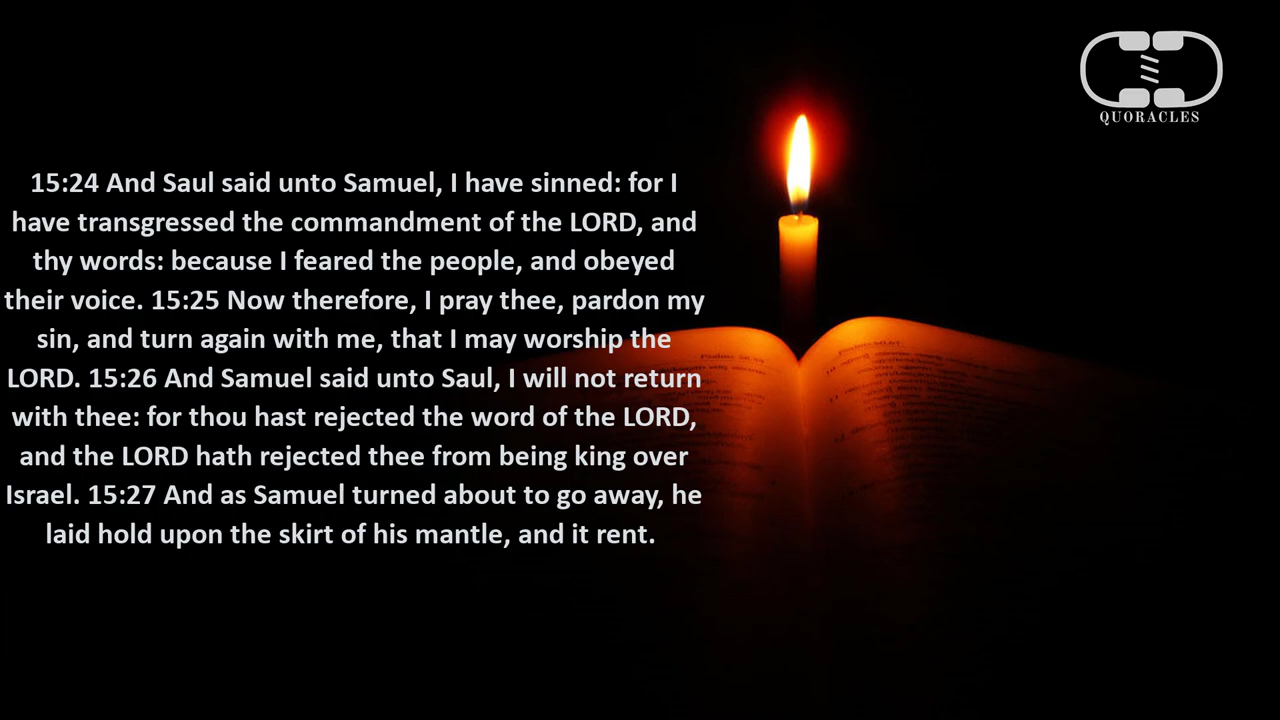 QUORACLES
15:24 And Saul said unto Samuel, I have sinned: for I
have transgressed the commandment of the LORD, and
thy words: because I feared the people, and obeyed
their voice. 15:25 Now therefore, I pray thee, pardon my
sin, and turn again with me, that I may worship the
LORD. 15:26 And Samuel said unto Saul, I will not return
with thee: for thou hast rejected the word of the LORD,
and the LORD hath rejected thee from being king over
Israel. 15:27 And as Samuel turned about to go away, he
laid hold upon the skirt of his mantle, and it rent.